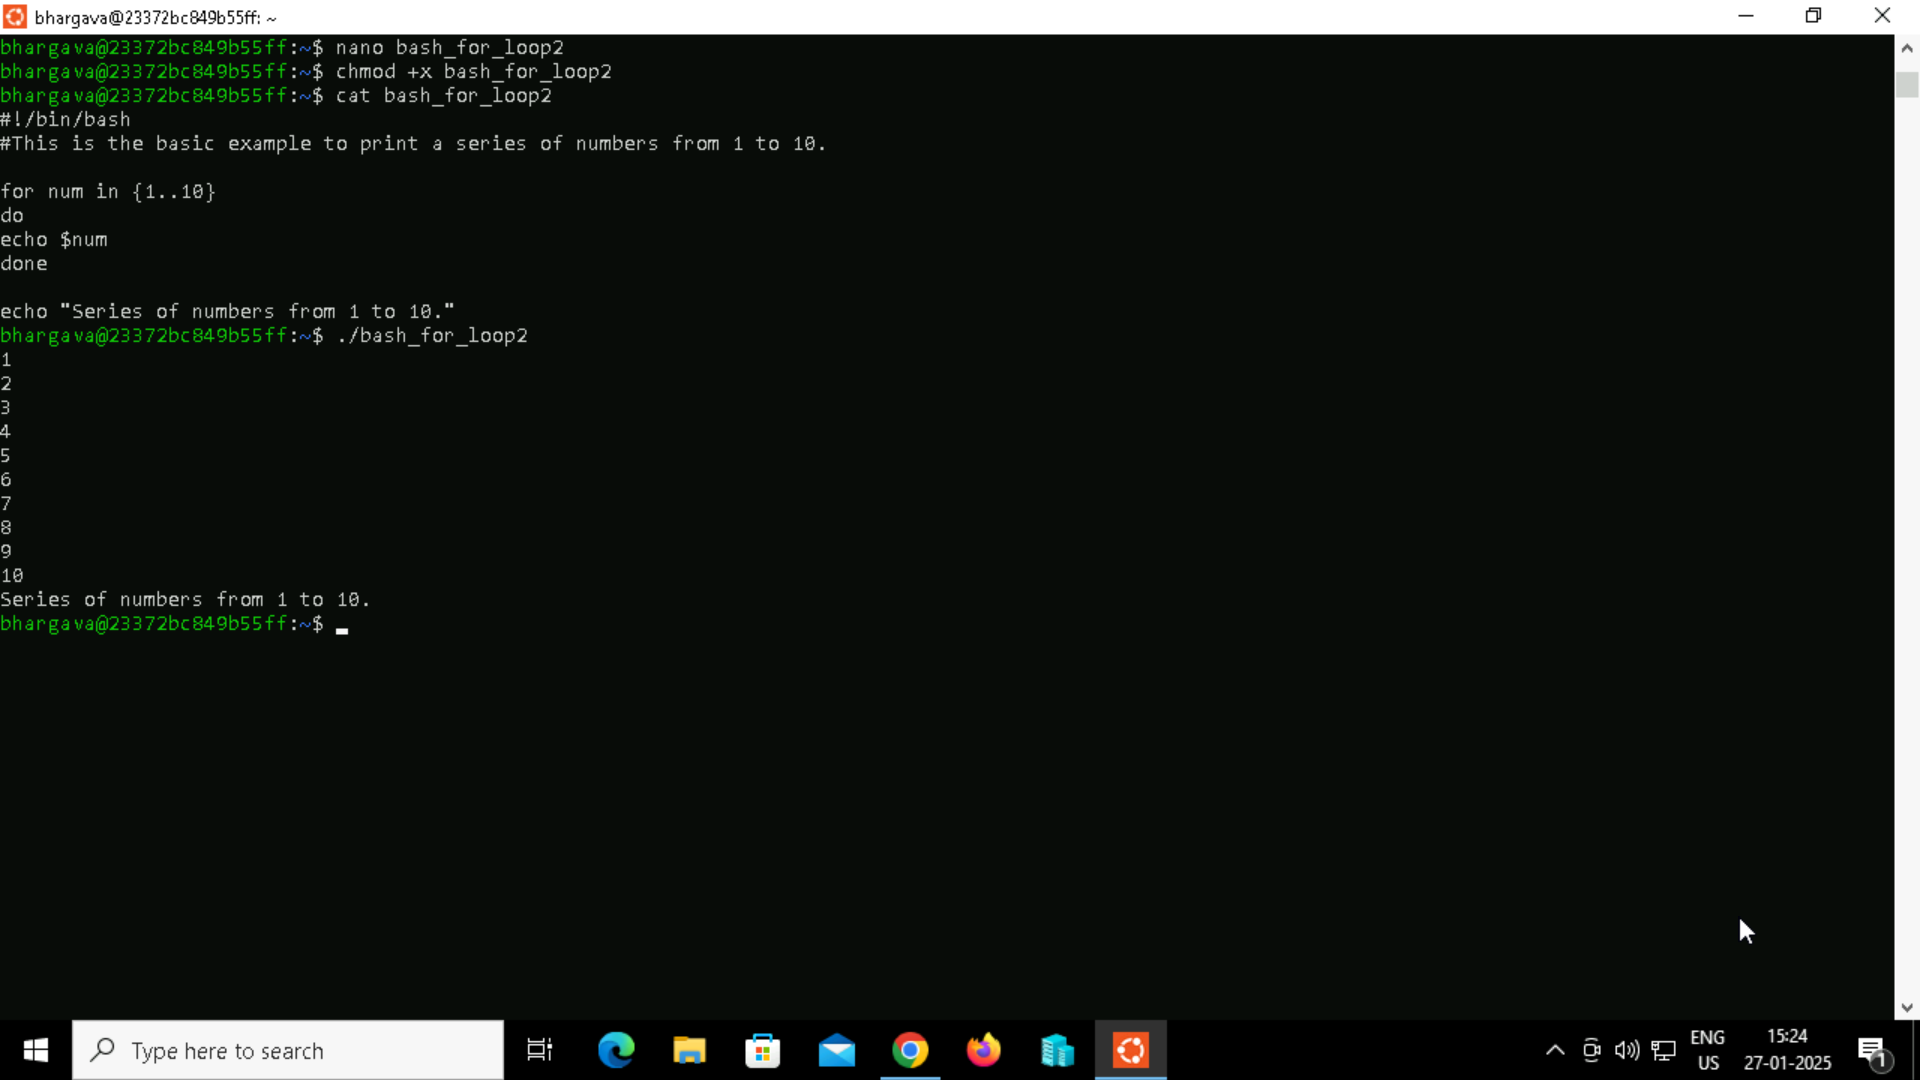 bhargava@23372bc849b55ff: ~
bhargava@23372bc849b55ff:~$ nano bash_for_loop2
bhargava@23372bc849b55ff:~$ chmod +x bash_for_loop2
bhargava@23372bc849b55ff:~$ cat bash_for_loop2
#!/bin/bash
#This is the basic example to print a series of numbers from 1 to 10.
for num in {1..10}
do
echo $num
done
echo "Series of numbers from 1 to 10."
bhargava@23372bc849b55ff:~$ ./bash_for_loop2
1
2
3
4
5
6
7
8
9
10
Series of numbers from 1 to 10.
bhargava@23372bc849b55ff:~$
Type here to search
ENG
US
15:24
27-01-2025
1